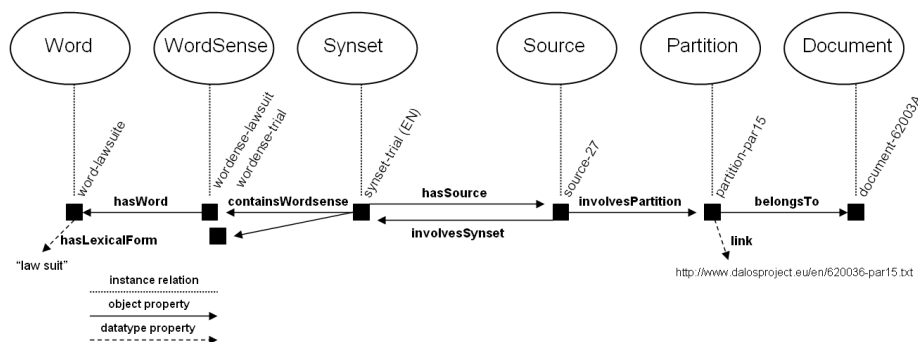 Word
WordSense
Synset
Source
Partition
Document
word-lawsuite
wordense-lawsuit
wordense-trial
synset-trial (EN)
source-27
partition-par15
document-62003A
hasWord
containsWordsense
hasSource
involvesPartition
belongsTo
involvesSynset
hasLexicalForm
link
"law suit"
http://www.dalosproject.eu/en/620036-par15.txt
instance relation
object property
datatype property